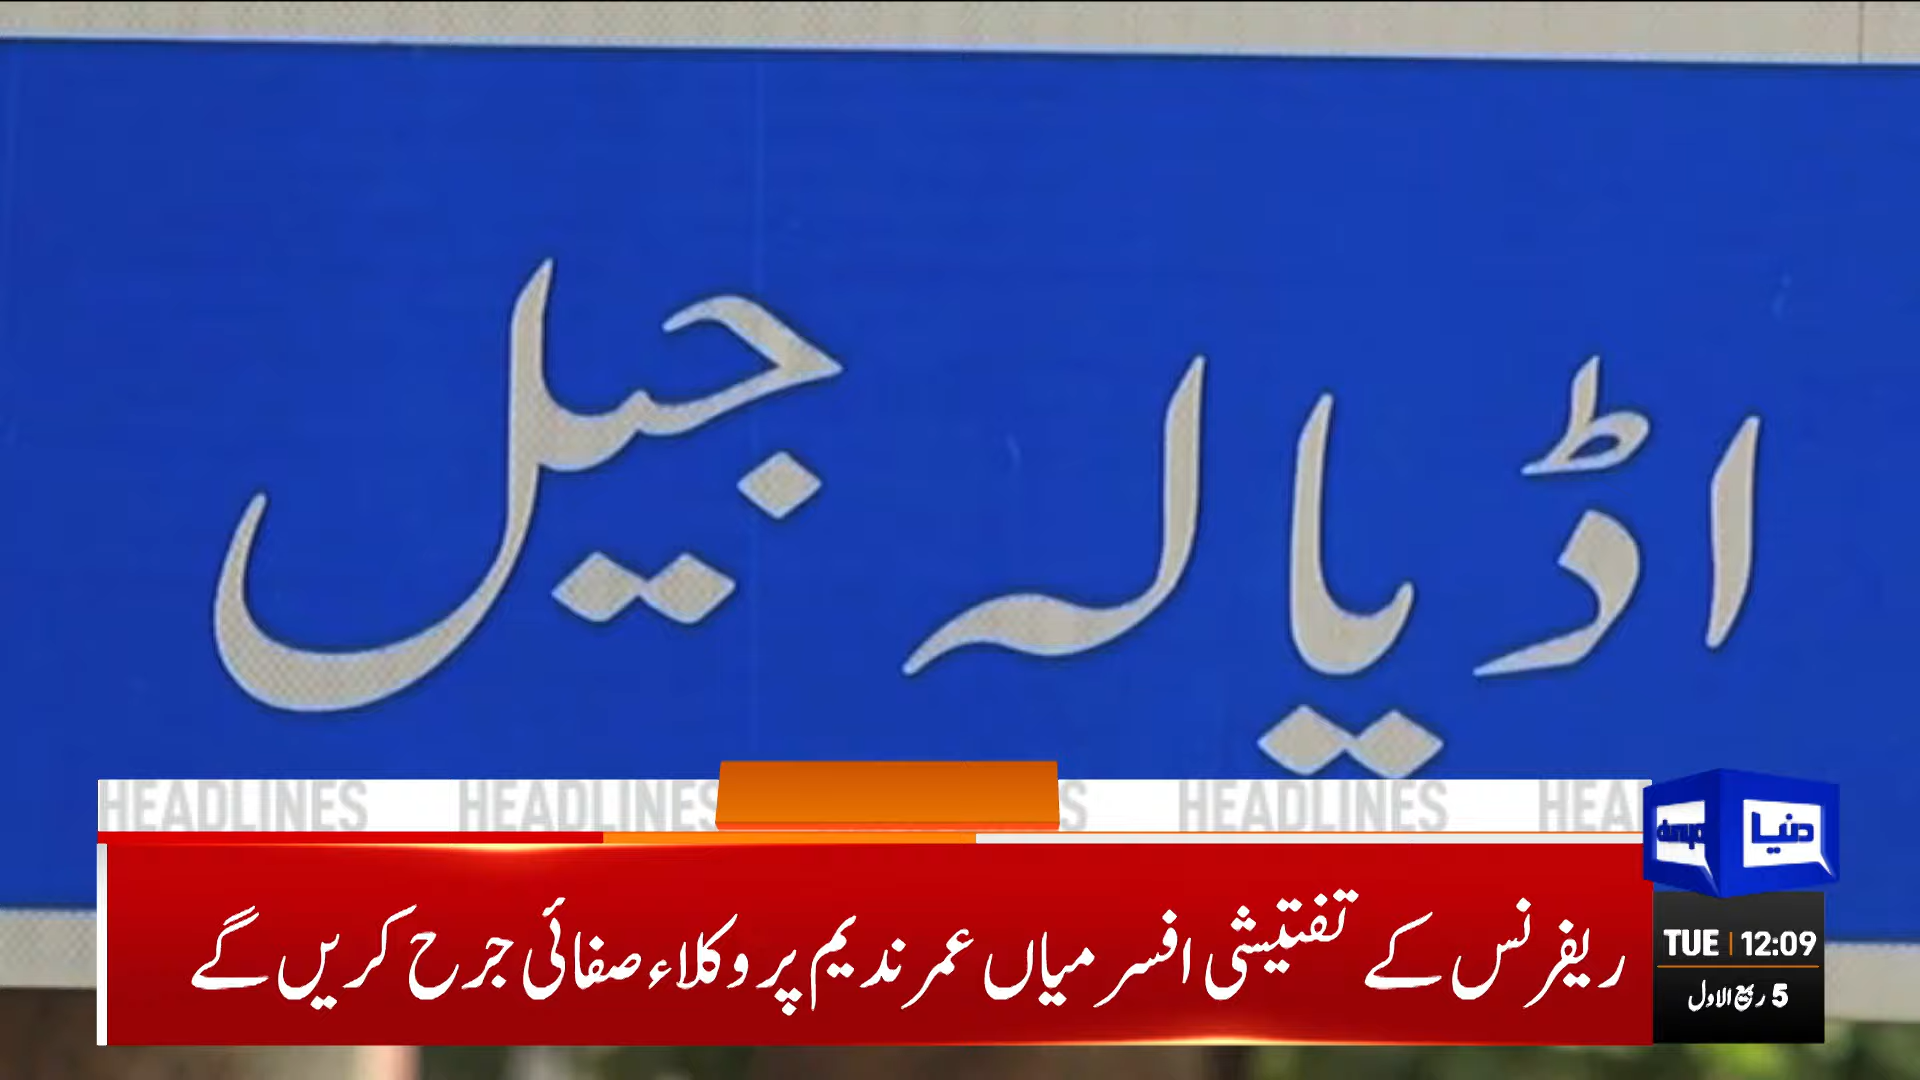 اڈیالہ جیل
HEADLINES HEADLINES HEADLINES HEA
دنیا
ریفرنس کے تفتیشی افسر میاں عمر ندیم پر وکلاء صفائی جرح کریں گے
TUE 12:09
5 ربیع الاول